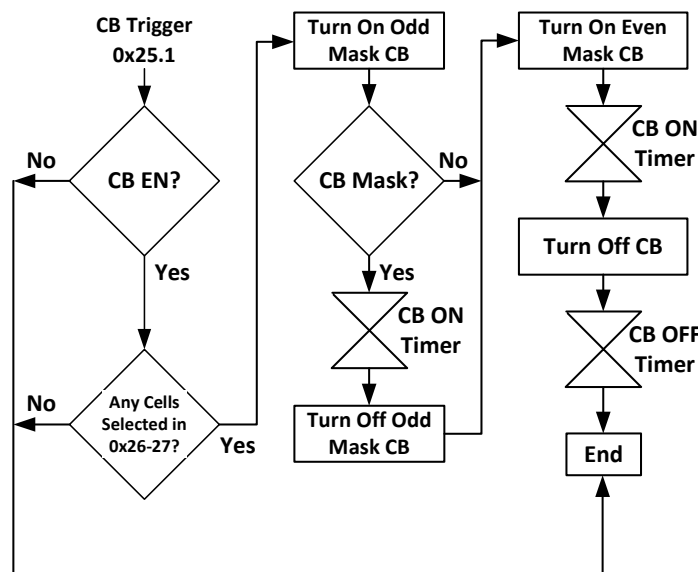 CB Trigger
0x25.1
CB EN?
No
Yes
Any Cells
Selected in
0x26-27?
No
Yes
Turn On Odd
Mask CB
CB Mask?
No
Yes
CB ON
Timer
Turn Off Odd
Mask CB
Turn On Even
Mask CB
CB ON
Timer
Turn Off CB
CB OFF
Timer
End